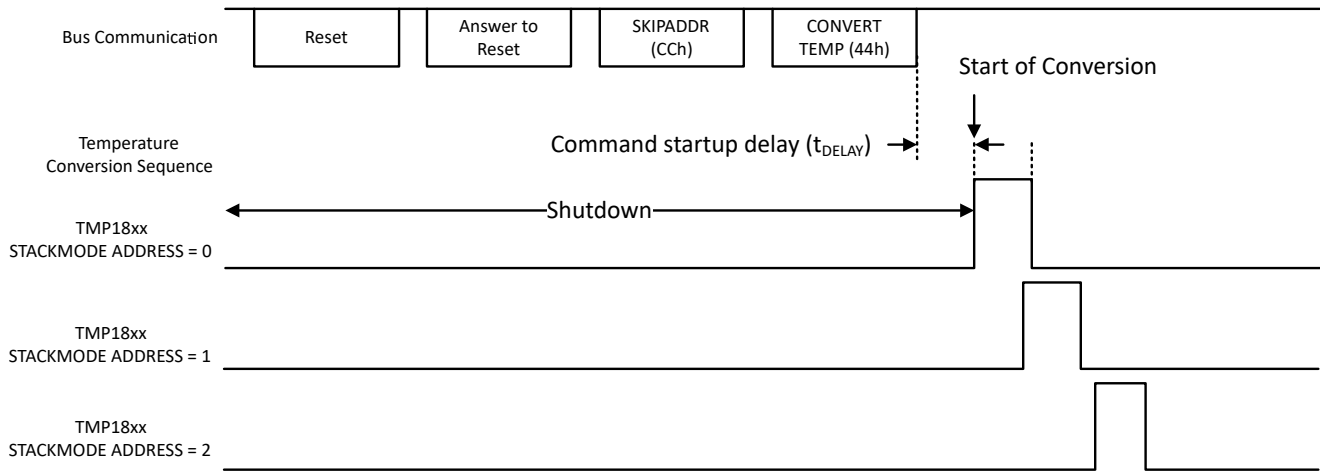 Bus Communication
Reset
Answer to
Reset
SKIPADDR
(CCh)
CONVERT
TEMP (44h)
Start of Conversion
Temperature
Conversion Sequence
Command startup delay (tDELAY)
Shutdown
TMP18xx
STACKMODE ADDRESS = 0
TMP18xx
STACKMODE ADDRESS = 1
TMP18xx
STACKMODE ADDRESS = 2